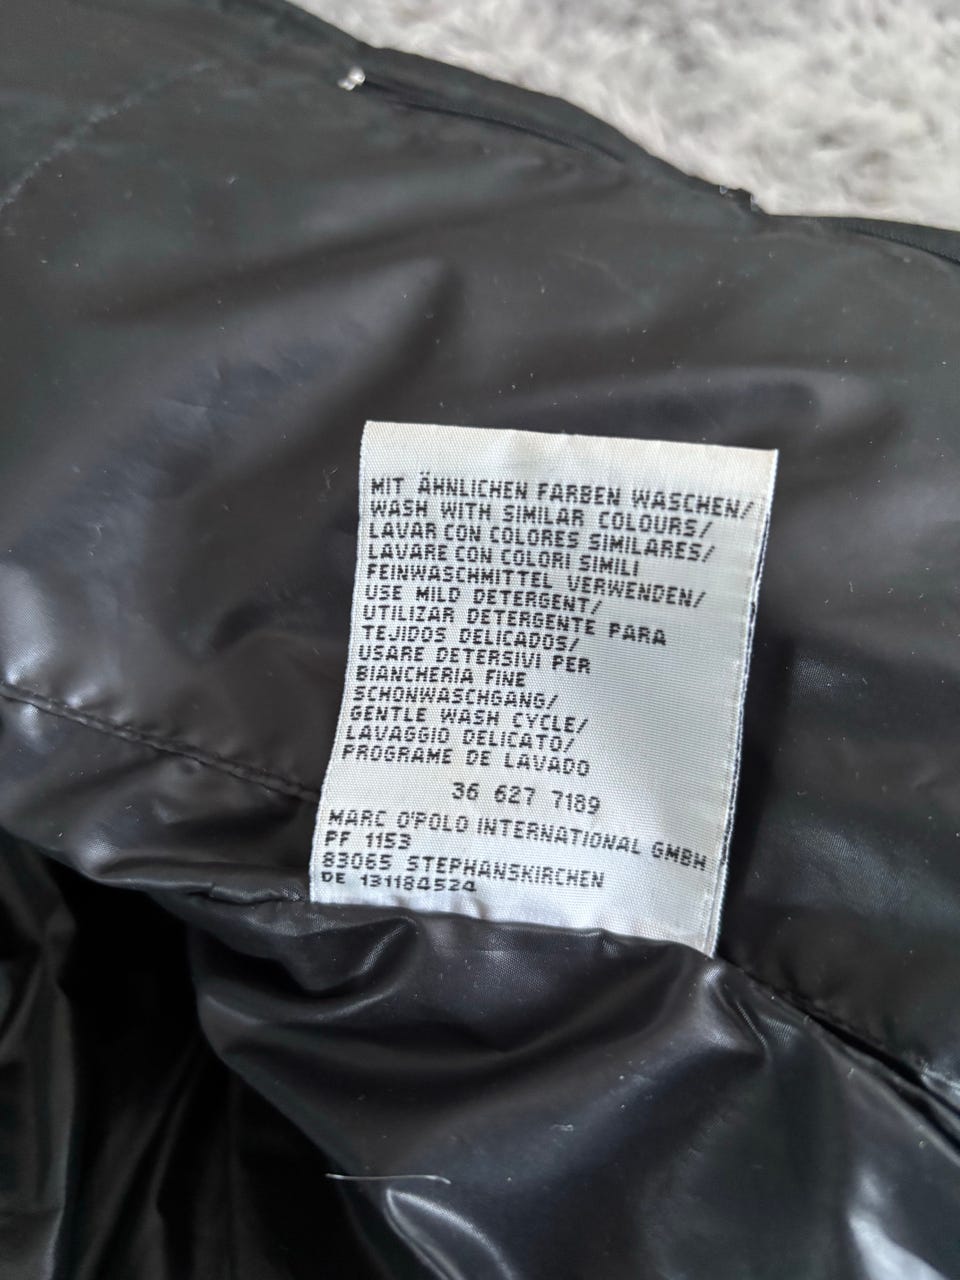 MIT ÄHNLICHEN FARBEN WASCHEN/
WASH WITH SIMILAR COLOURS/
LAVAR CON COLORES SIMILARES/
LAVARE CON COLORI SIMILI
FEINWASCHMITTEL VERWENDEN/
USE MILD DETERGENT/
UTILIZAR DETERGENTE PARA
TEJIDOS DELICADOS/
USARE DETERSIVI PER
BIANCHERIA FINE
SCHONWASCHGANG/
GENTLE WASH CYCLE/
LAVAGGIO DELICATO/
PROGRAME DE LAVADO
36 627 7189
MARC O'POLO INTERNATIONAL GMBH
PF 1153
83065 STEPHANSKIRCHEN
DE 131184524